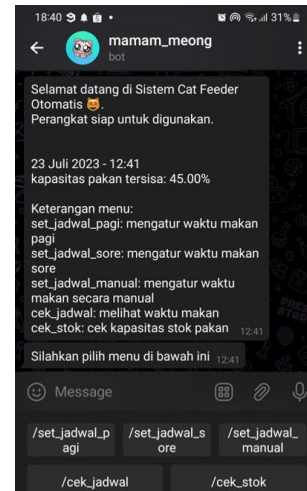 18:40
31%
mamam_meong
bot
Selamat datang di Sistem Cat Feeder
Otomatis 😻.
Perangkat siap untuk digunakan.
23 Juli 2023 - 12:41
kapasitas pakan tersisa: 45.00%
Keterangan menu:
set_jadwal_pagi: mengatur waktu makan
pagi
set_jadwal_sore: mengatur waktu makan
sore
set_jadwal_manual: mengatur waktu
makan secara manual
cek_jadwal: melihat waktu makan
cek_stok: cek kapasitas stok pakan 12:41
Silahkan pilih menu di bawah ini 12:41
Message
/set_jadwal_p
agi
/set_jadwal_s
ore
/set_jadwal_
manual
/cek_jadwal
/cek_stok